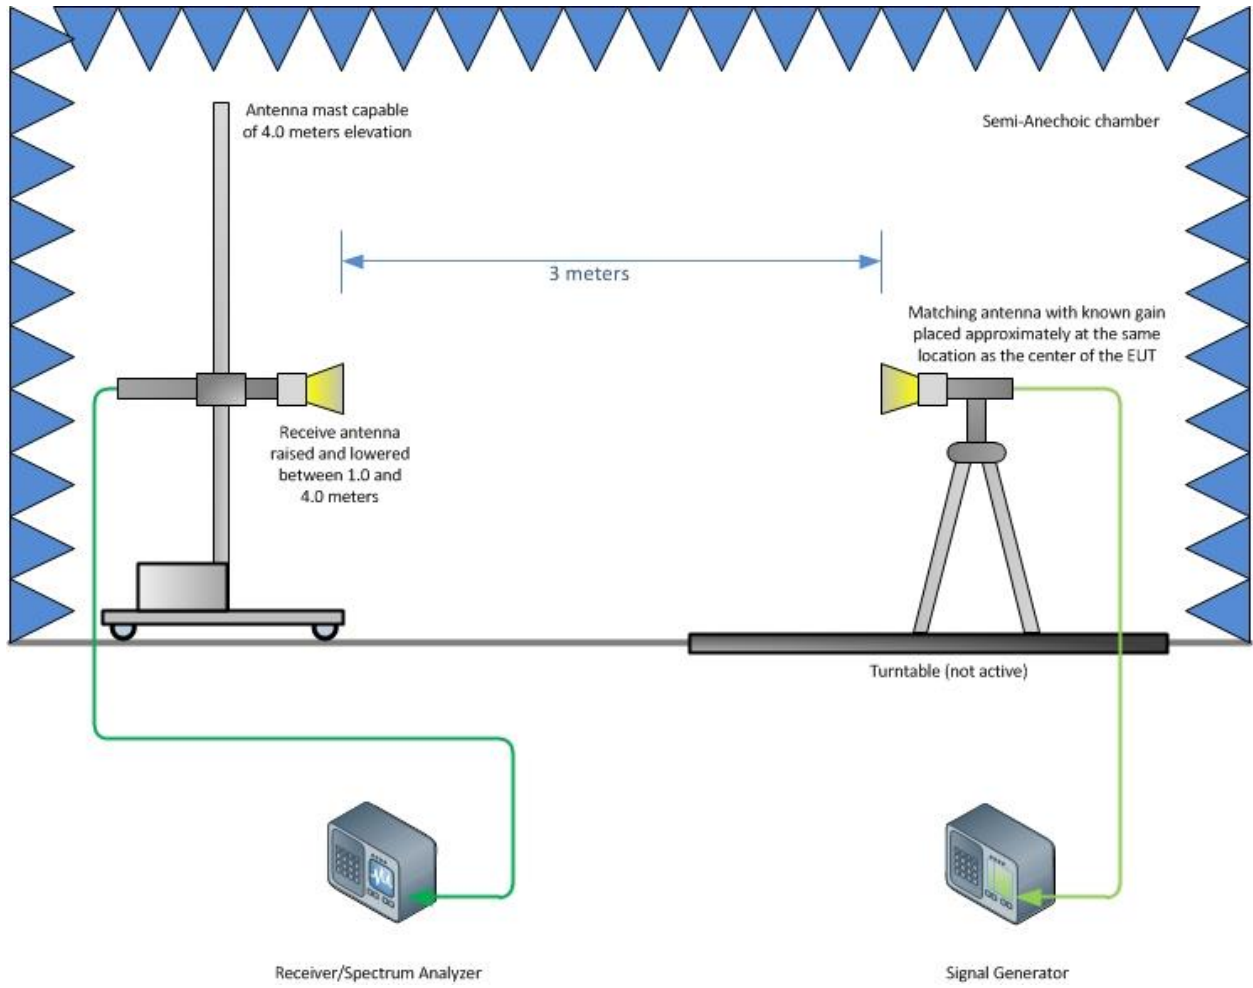 Antenna mast capable
of 4.0 meters elevation
Semi-Anechoic chamber
3 meters
Matching antenna with known gain
placed approximately at the same
location as the center of the EUT
Receive antenna
raised and lowered
between 1.0 and
4.0 meters
Turntable (not active)
Receiver/Spectrum Analyzer
Signal Generator